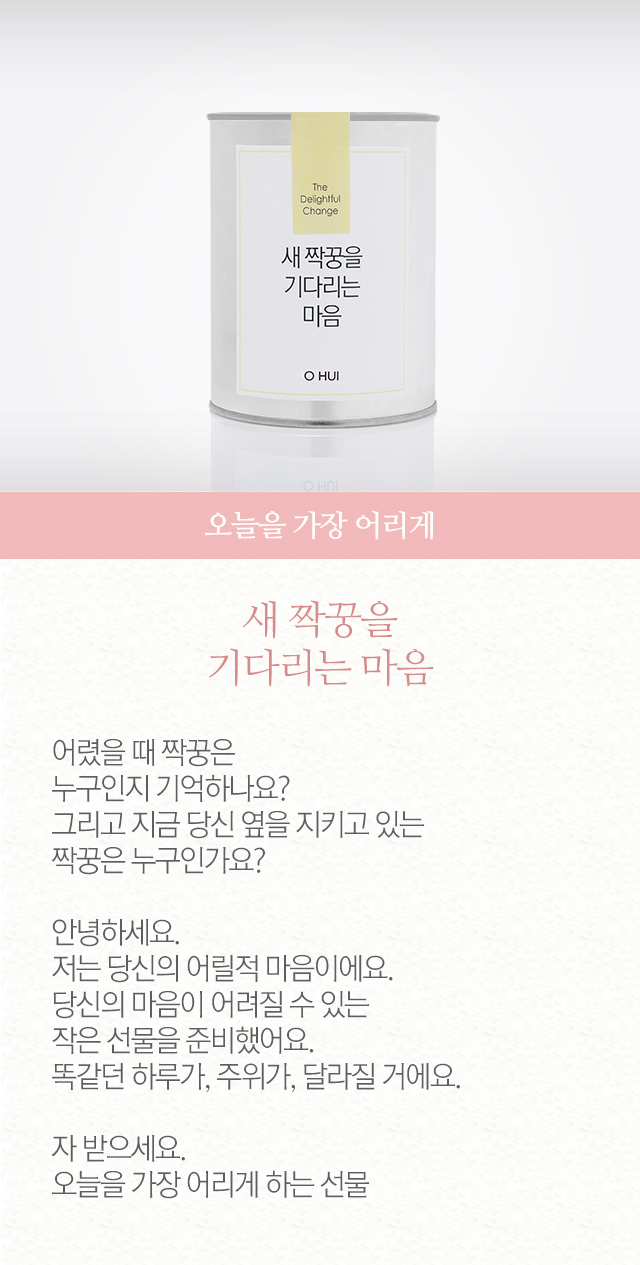 The
Delightful
Change
새 짝꿍을
기다리는
마음
O HUI
O HUI
오늘을 가장 어리게
새 짝꿍을
기다리는 마음
어렸을 때 짝꿍은
누구인지 기억하나요?
그리고 지금 당신 옆을 지키고 있는
짝꿍은 누구인가요?
안녕하세요.
저는 당신의 어릴적 마음이에요.
당신의 마음이 어려질 수 있는
작은 선물을 준비했어요.
똑같던 하루가, 주위가, 달라질 거에요.
자 받으세요.
오늘을 가장 어리게 하는 선물